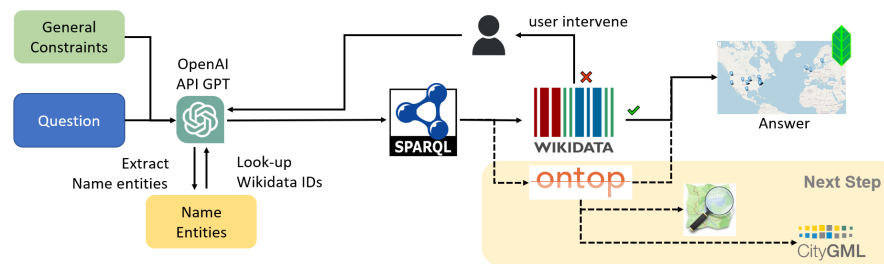 General
Constraints
OpenAI
API GPT
user intervene
Question
SPARQL
WIKIDATA
Answer
Extract
Name entities
Look-up
Wikidata IDs
ontop
Next Step
Name
Entities
CityGML